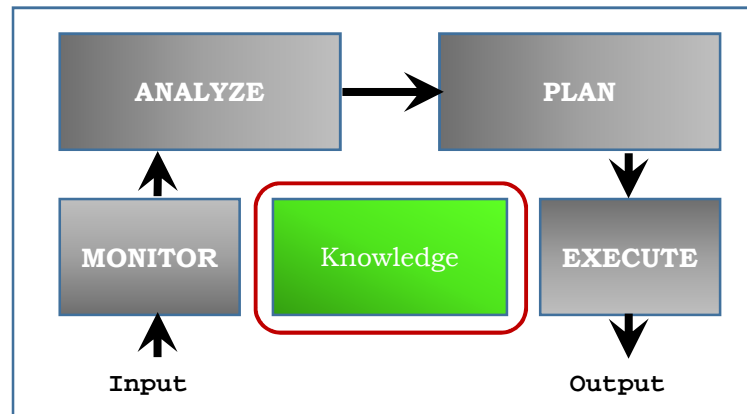 ANALYZE
PLAN
MONITOR
Knowledge
EXECUTE
Input
Output